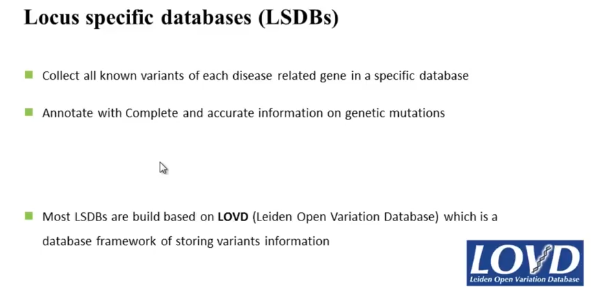 Locus specific databases (LSDBs)
Collect all known variants of each disease related gene in a specific database
Annotate with Complete and accurate information on genetic mutations
Most LSDBs are build based on LOVD (Leiden Open Variation Database) which is a
database framework of storing variants information
LOVD
Leiden Open Variation Database